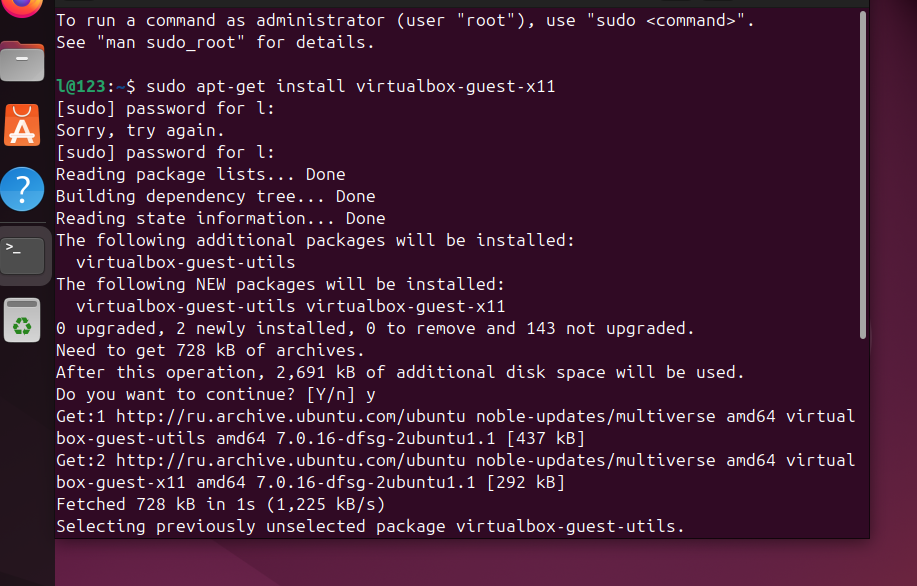 To run a command as administrator (user "root"), use "sudo <command>".
See "man sudo_root" for details.
l@123:~$ sudo apt-get install virtualbox-guest-x11
[sudo] password for l:
Sorry, try again.
[sudo] password for l:
Reading package lists... Done
Building dependency tree... Done
Reading state information... Done
The following additional packages will be installed:
  virtualbox-guest-utils
The following NEW packages will be installed:
  virtualbox-guest-utils virtualbox-guest-x11
0 upgraded, 2 newly installed, 0 to remove and 143 not upgraded.
Need to get 728 kB of archives.
After this operation, 2,691 kB of additional disk space will be used.
Do you want to continue? [Y/n] y
Get:1 http://ru.archive.ubuntu.com/ubuntu noble-updates/multiverse amd64 virtual
box-guest-utils amd64 7.0.16-dfsg-2ubuntu1.1 [437 kB]
Get:2 http://ru.archive.ubuntu.com/ubuntu noble-updates/multiverse amd64 virtual
box-guest-x11 amd64 7.0.16-dfsg-2ubuntu1.1 [292 kB]
Fetched 728 kB in 1s (1,225 kB/s)
Selecting previously unselected package virtualbox-guest-utils.